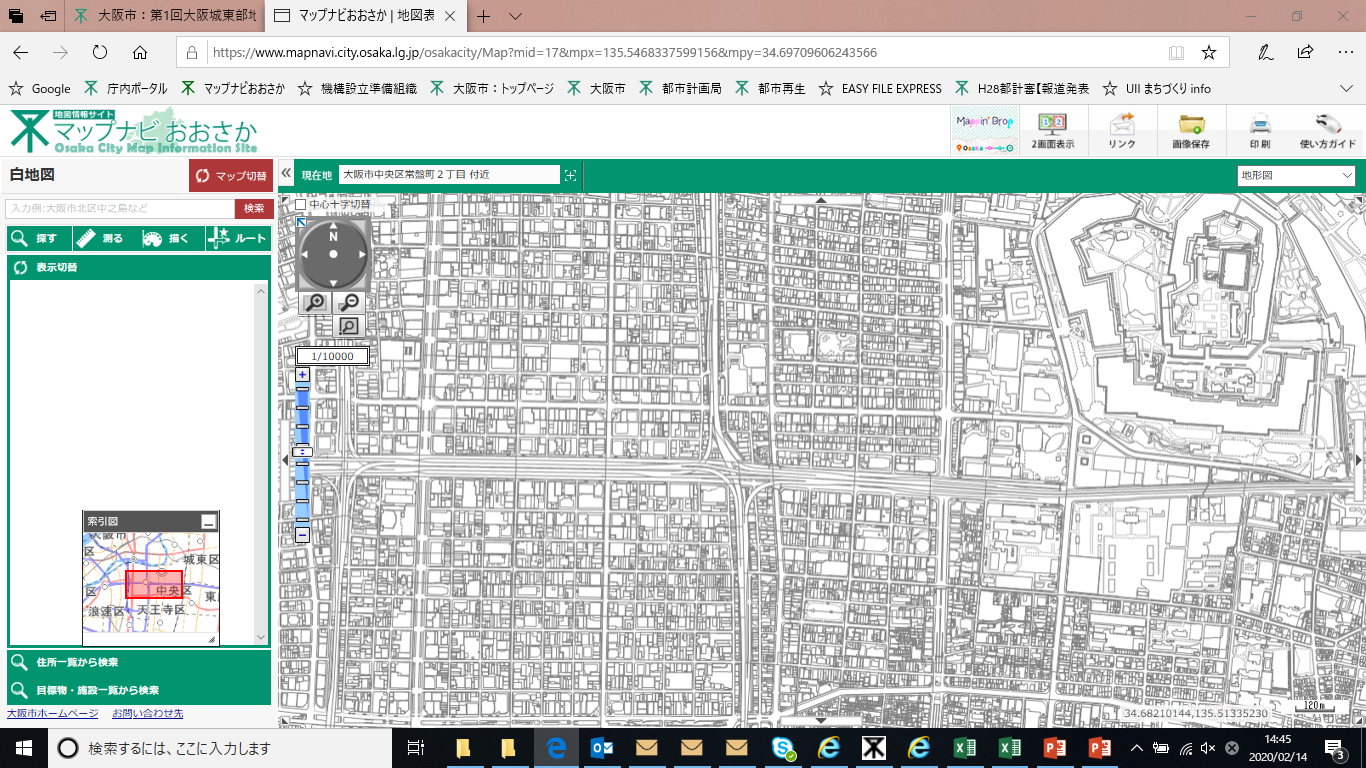 大阪市：第1回大阪城東部地
マップナビおおさか | 地図表
https://www.mapnavi.city.osaka.lg.jp/osakacity/Map?mid=17&mpx=135.5468337599156&mpy=34.69709606243566
Google 庁内ポータル マップナビおおさか 機構設立準備組織 大阪市：トップページ 大阪市 都市計画局 都市再生 EASY FILE EXPRESS H28都計審【報道発表 UII まちづくり info
地図情報サイト
マップナビ おおさか
Osaka City Map Information Site
Mappin' Drop
Osaka
2画面表示 リンク 画像保存 印刷 使い方ガイド
白地図 マップ切替
現在地 大阪市中央区常盤町２丁目 付近 地形図
入力例:大阪市北区中之島など 検索
中心十字切替
探す 測る 描く ルート
N
表示切替
1/10000
索引図
城東区
中央区
浪速区 天王寺区
住所一覧から検索
目標物・施設一覧から検索
大阪市ホームページ お問い合わせ先
120m
34.68210144,135.51335230
検索するには、ここに入力します
14:45
2020/02/14
3